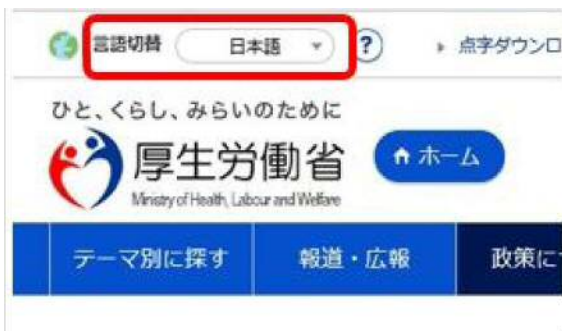 言語切替 日本語 ▼ ? ▸ 点字ダウンロ
ひと、くらし、みらいのために
厚生労働省
Ministry of Health, Labour and Welfare
ホーム
テーマ別に探す 報道・広報 政策に